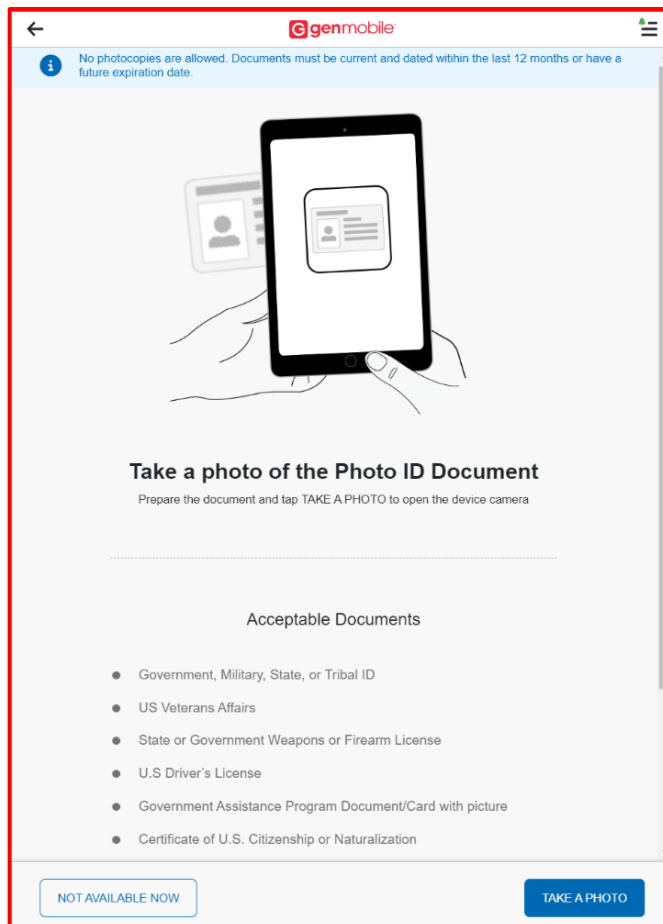 genmobile
No photocopies are allowed. Documents must be current and dated witihin the last 12 months or have a
future expiration date.
Take a photo of the Photo ID Document
Prepare the document and tap TAKE A PHOTO to open the device camera
Acceptable Documents
Government, Military, State, or Tribal ID
US Veterans Affairs
State or Government Weapons or Firearm License
U.S Driver's License
Government Assistance Program Document/Card with picture
Certificate of U.S. Citizenship or Naturalization
NOT AVAILABLE NOW
TAKE A PHOTO